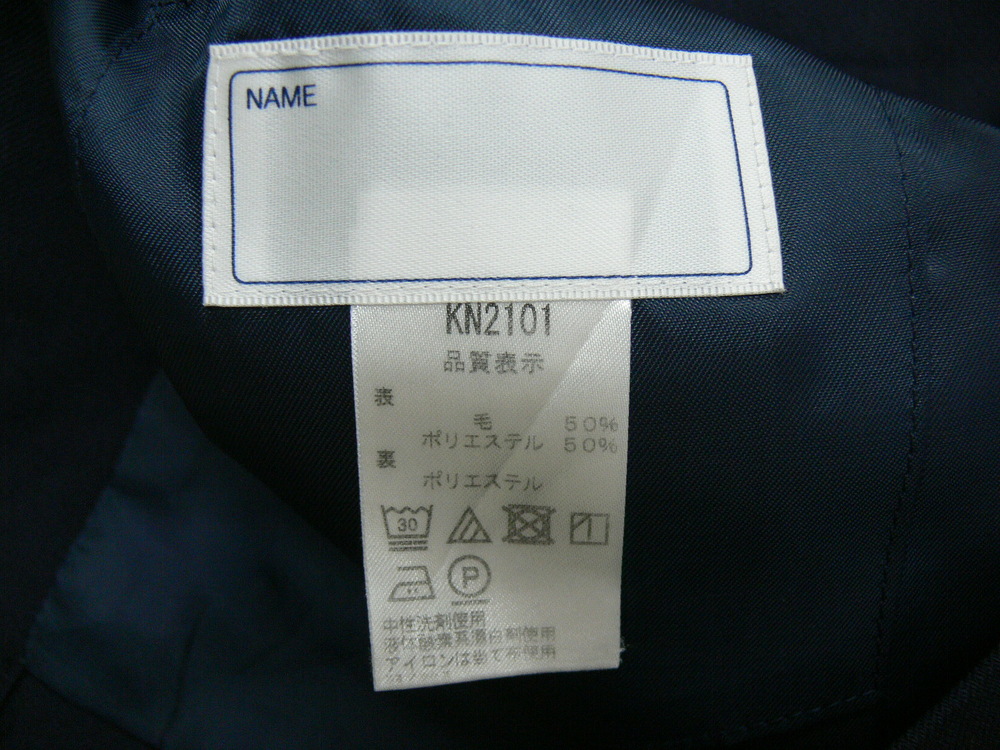 NAME
KN2101
品質表示
表
毛 50%
ポリエステル 50%
裏
ポリエステル
30
P
中性洗剤使用
液体酸素系漂白剤使用
アイロンは当て布使用